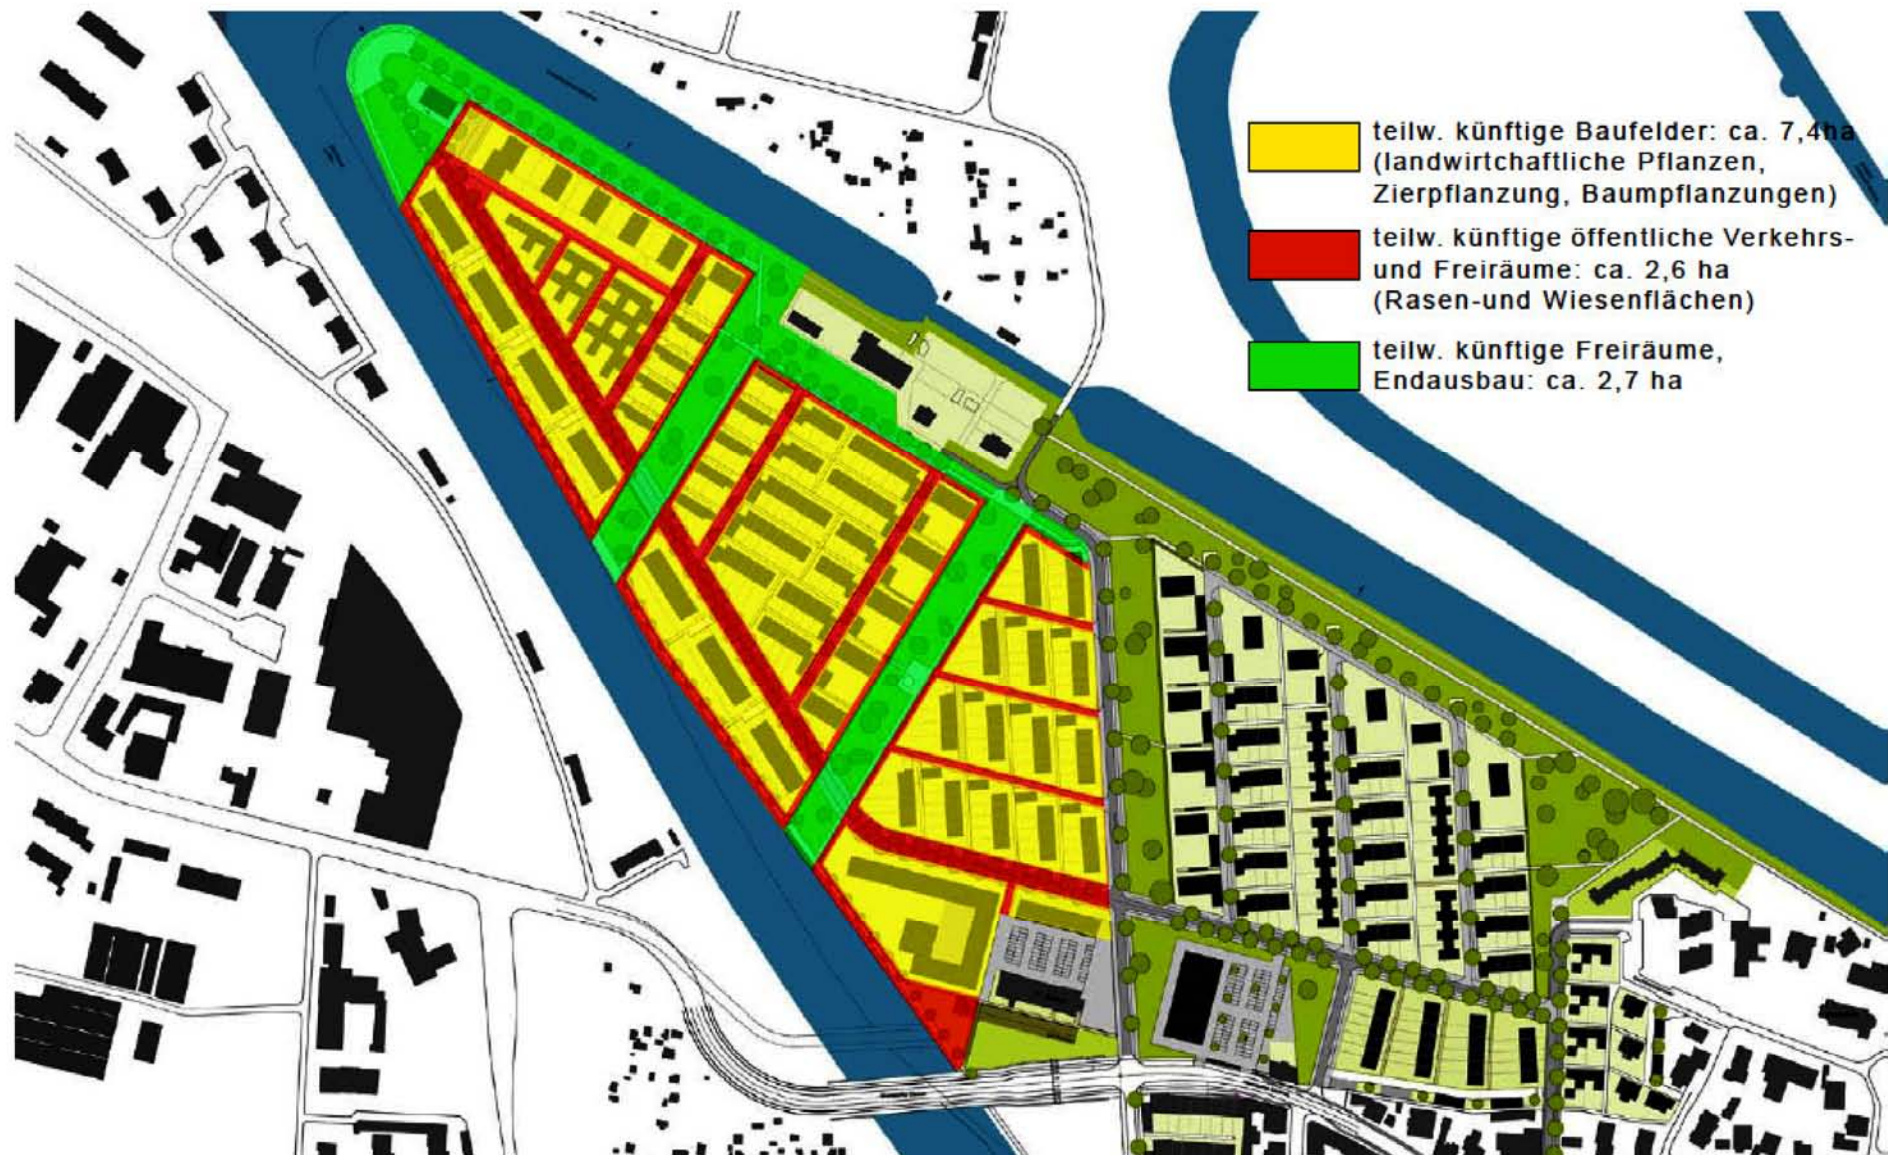 teilw. künftige Baufelder: ca. 7,4ha
(landwirtchaftliche Pflanzen,
Zierpflanzung, Baumpflanzungen)
teilw. künftige öffentliche Verkehrs-
und Freiräume: ca. 2,6 ha
(Rasen-und Wiesenflächen)
teilw. künftige Freiräume,
Endausbau: ca. 2,7 ha